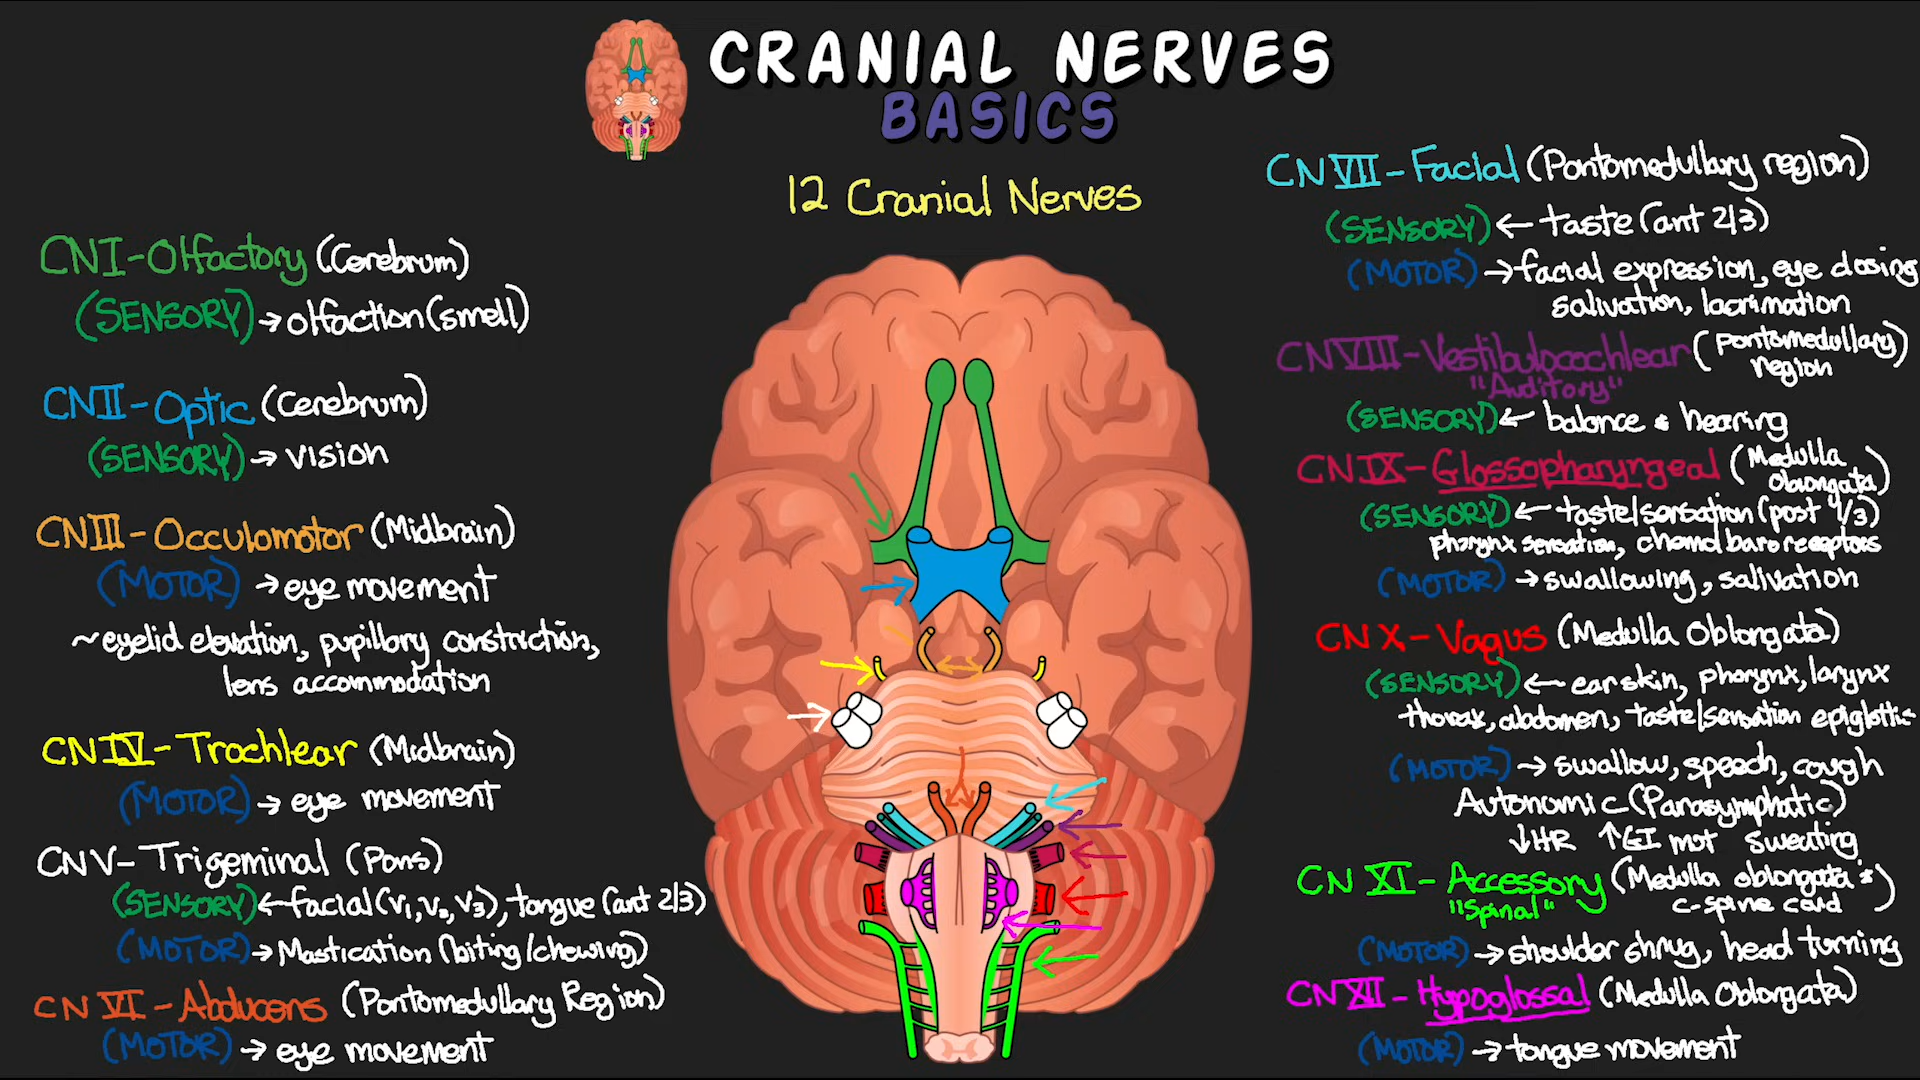 CRANIAL NERVES
BASICS
12 Cranial Nerves
CN I - Olfactory (Cerebrum)
(SENSORY) → olfaction (smell)
CN II - Optic (Cerebrum)
(SENSORY) → vision
CN III - Occulomotor (Midbrain)
(MOTOR) → eye movement
~ eyelid elevation, pupillary constriction,
lens accommodation
CN IV - Trochlear (Midbrain)
(MOTOR) → eye movement
CN V - Trigeminal (Pons)
(SENSORY) ← facial (V1, V2, V3), tongue (ant 2/3)
(MOTOR) → Mastication (biting/chewing)
CN VI - Abducens (Pontomedullary Region)
(MOTOR) → eye movement
CN VII - Facial (Pontomedullary region)
(SENSORY) ← taste (ant 2/3)
(MOTOR) → facial expression, eye closing
salivation, lacrimation
CN VIII - Vestibulocochlear (Pontomedullary)
"Auditory" region
(SENSORY) ← balance & hearing
CN IX - Glossopharyngeal (Medulla
Oblongata)
(SENSORY) ← taste/sensation (post 1/3)
pharynx sensation, chemo/baroreceptors
(MOTOR) → swallowing, salivation
CN X - Vagus (Medulla Oblongata)
(SENSORY) ← ear skin, pharynx, larynx
thorax, abdomen, taste/sensation epiglottis
(MOTOR) → swallow, speech, cough
Autonomic (Parasymphatic)
↓HR ↑GI mot sweating
CN XI - Accessory (Medulla oblongata &
"Spinal" c-spine cord)
(MOTOR) → shoulder shrug, head turning
CN XII - Hypoglossal (Medulla Oblongata)
(MOTOR) → tongue movement